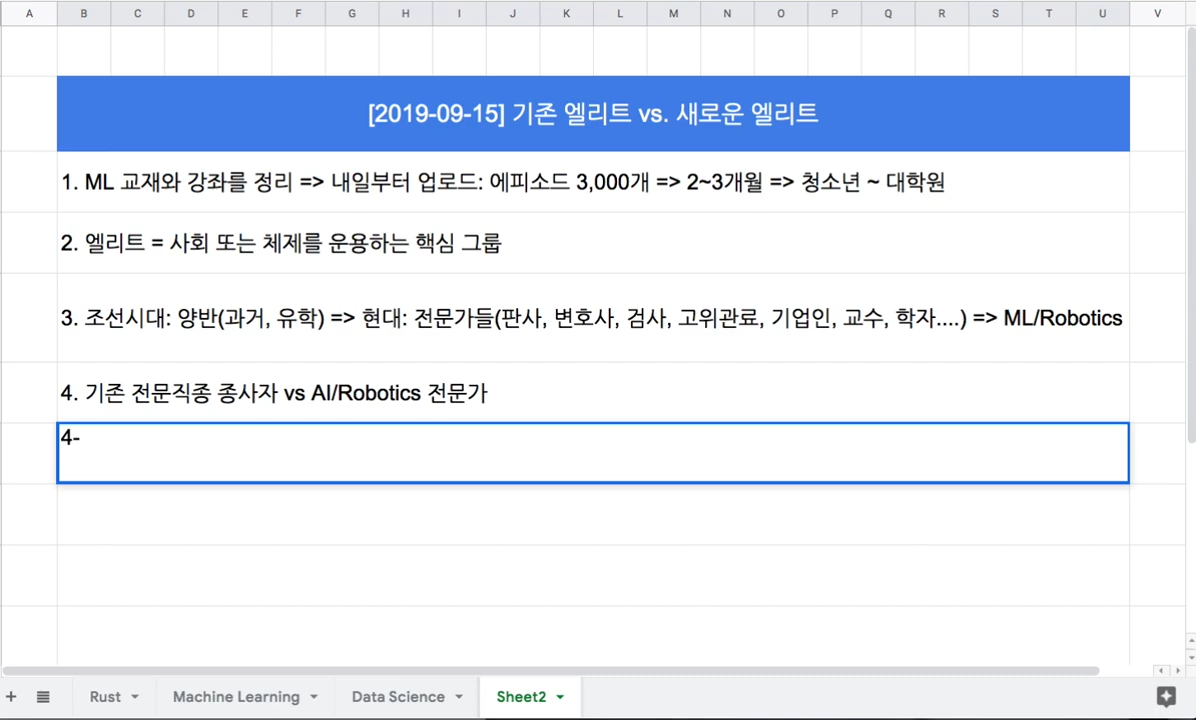 A B C D E F G H I J K L M N O P Q R S T U V
[2019-09-15] 기존 엘리트 vs. 새로운 엘리트
1. ML 교재와 강좌를 정리 => 내일부터 업로드: 에피소드 3,000개 => 2~3개월 => 청소년 ~ 대학원
2. 엘리트 = 사회 또는 체제를 운용하는 핵심 그룹
3. 조선시대: 양반(과거, 유학) => 현대: 전문가들(판사, 변호사, 검사, 고위관료, 기업인, 교수, 학자....) => ML/Robotics
4. 기존 전문직종 종사자 vs AI/Robotics 전문가
4-
+ Rust Machine Learning Data Science Sheet2